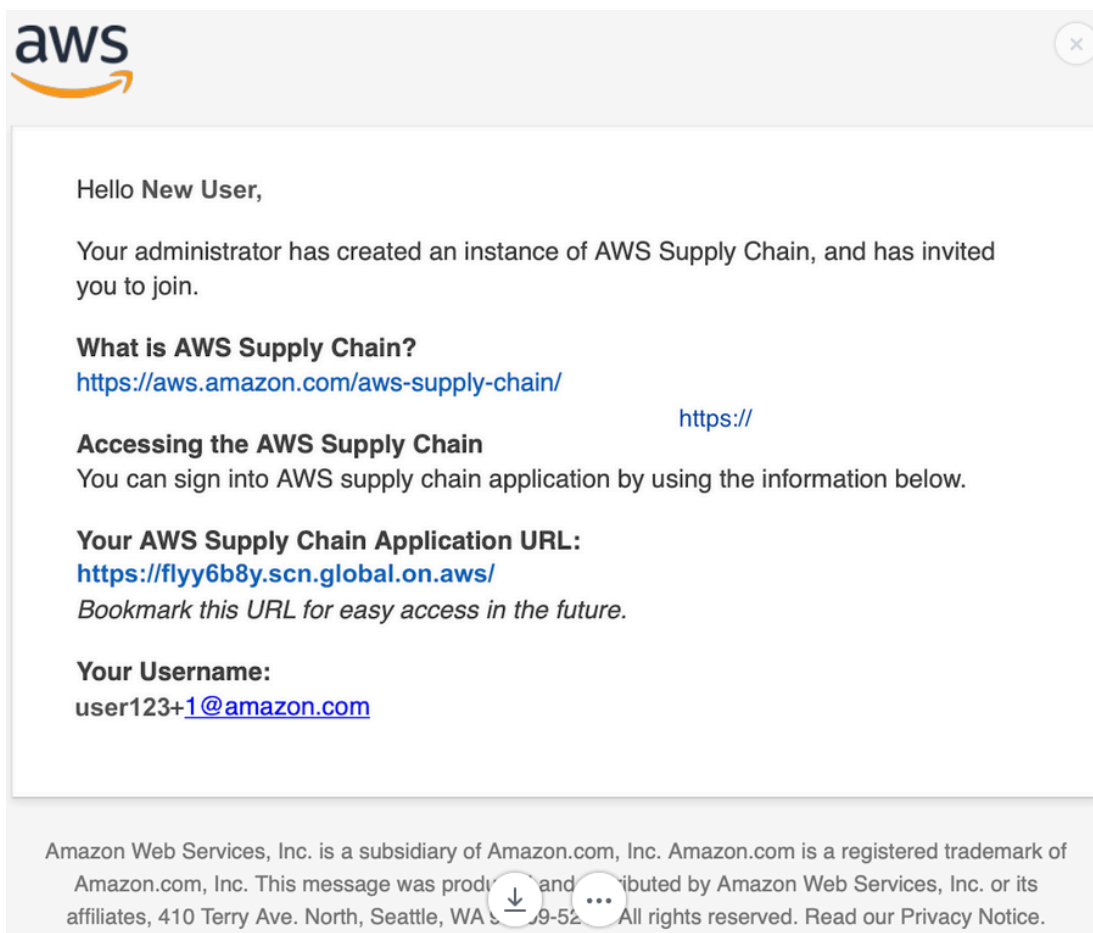 aws
Hello New User,
Your administrator has created an instance of AWS Supply Chain, and has invited
you to join.
What is AWS Supply Chain?
https://aws.amazon.com/aws-supply-chain/
https://
Accessing the AWS Supply Chain
You can sign into AWS supply chain application by using the information below.
Your AWS Supply Chain Application URL:
https://flyy6b8y.scn.global.on.aws/
Bookmark this URL for easy access in the future.
Your Username:
user123+1@amazon.com
Amazon Web Services, Inc. is a subsidiary of Amazon.com, Inc. Amazon.com is a registered trademark of
Amazon.com, Inc. This message was and by Amazon Web Services, Inc. or its
affiliates, 410 Terry Ave. North, Seattle, WA All rights reserved. Read our Privacy Notice.